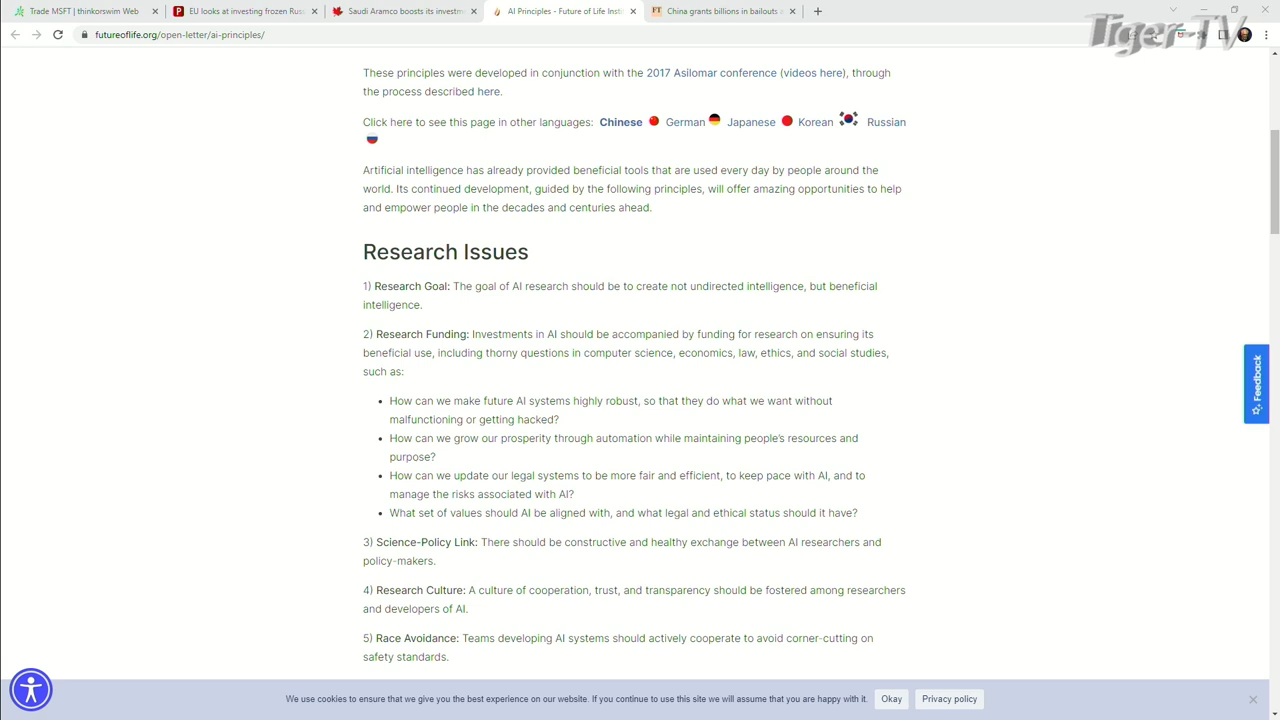 Trade MSFT | thinkorswim Web
EU looks at investing frozen Rus
Saudi Aramco boosts its investm
AI Principles - Future of Life Insti
FT China grants billions in bailouts a
futureoflife.org/open-letter/ai-principles/
Tiger-TV
These principles were developed in conjunction with the 2017 Asilomar conference (videos here), through
the process described here.
Click here to see this page in other languages: Chinese German Japanese Korean Russian
Artificial intelligence has already provided beneficial tools that are used every day by people around the
world. Its continued development, guided by the following principles, will offer amazing opportunities to help
and empower people in the decades and centuries ahead.
Research Issues
1) Research Goal: The goal of AI research should be to create not undirected intelligence, but beneficial
intelligence.
2) Research Funding: Investments in AI should be accompanied by funding for research on ensuring its
beneficial use, including thorny questions in computer science, economics, law, ethics, and social studies,
such as:
• How can we make future AI systems highly robust, so that they do what we want without
malfunctioning or getting hacked?
• How can we grow our prosperity through automation while maintaining people's resources and
purpose?
• How can we update our legal systems to be more fair and efficient, to keep pace with AI, and to
manage the risks associated with AI?
• What set of values should AI be aligned with, and what legal and ethical status should it have?
3) Science-Policy Link: There should be constructive and healthy exchange between AI researchers and
policy-makers.
4) Research Culture: A culture of cooperation, trust, and transparency should be fostered among researchers
and developers of AI.
5) Race Avoidance: Teams developing AI systems should actively cooperate to avoid corner-cutting on
safety standards.
Feedback
We use cookies to ensure that we give you the best experience on our website. If you continue to use this site we will assume that you are happy with it. Okay Privacy policy